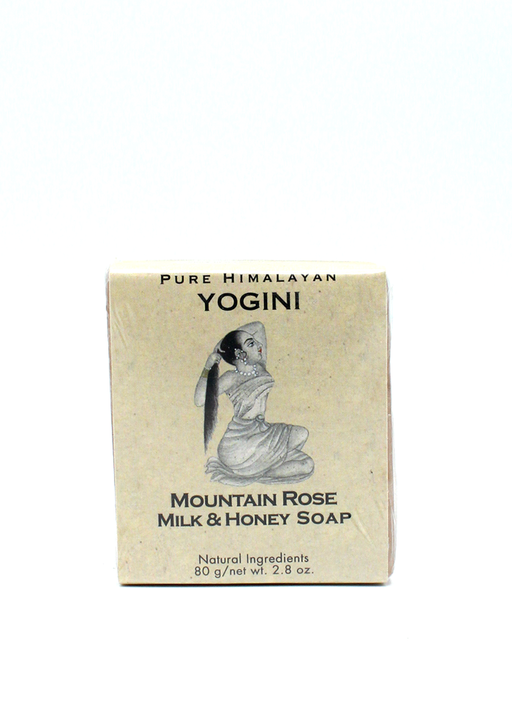 PURE HIMALAYAN
YOGINI
MOUNTAIN ROSE
MILK & HONEY SOAP
Natural Ingredients
80 g/net wt. 2.8 oz.